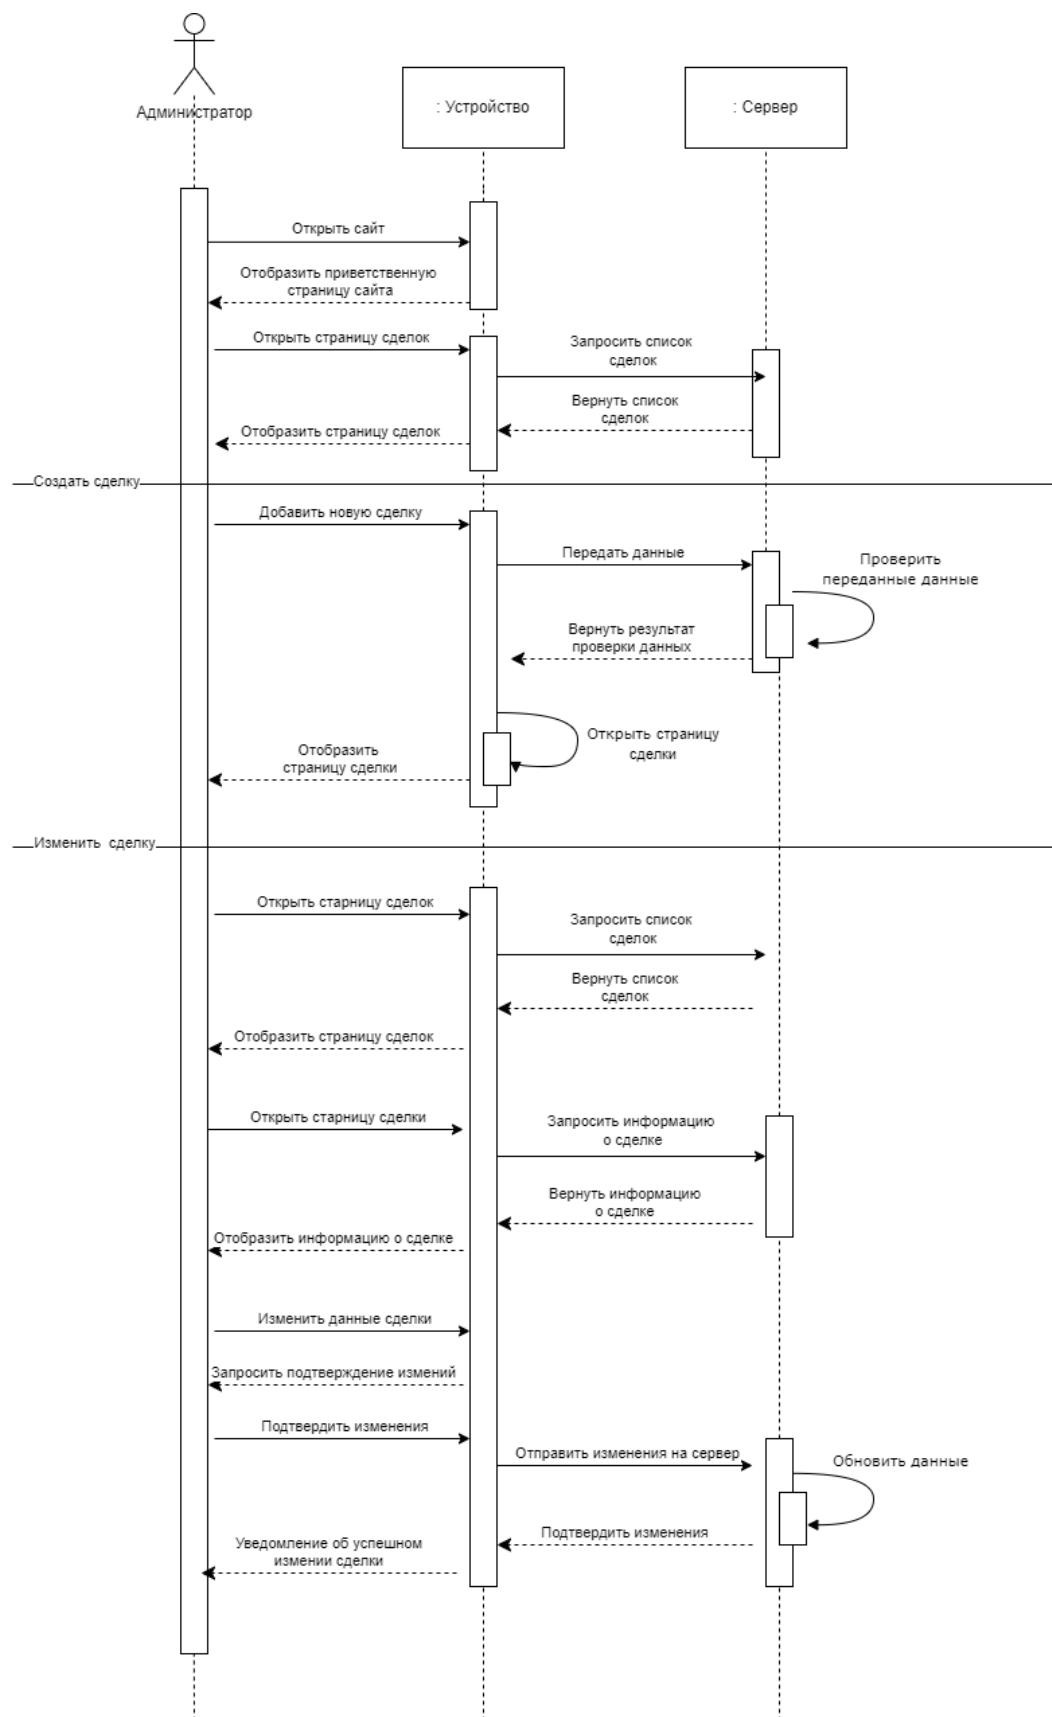 Администратор
: Устройство
: Сервер
Открыть сайт
Отобразить приветственную
страницу сайта
Открыть страницу сделок
Запросить список
сделок
Вернуть список
сделок
Отобразить страницу сделок
Создать сделку
Добавить новую сделку
Передать данные
Проверить
переданные данные
Вернуть результат
проверки данных
Открыть страницу
сделки
Отобразить
страницу сделки
Изменить сделку
Открыть старницу сделок
Запросить список
сделок
Вернуть список
сделок
Отобразить страницу сделок
Открыть старницу сделки
Запросить информацию
о сделке
Вернуть информацию
о сделке
Отобразить информацию о сделке
Изменить данные сделки
Запросить подтверждение измений
Подтвердить изменения
Отправить изменения на сервер
Обновить данные
Подтвердить изменения
Уведомление об успешном
измении сделки